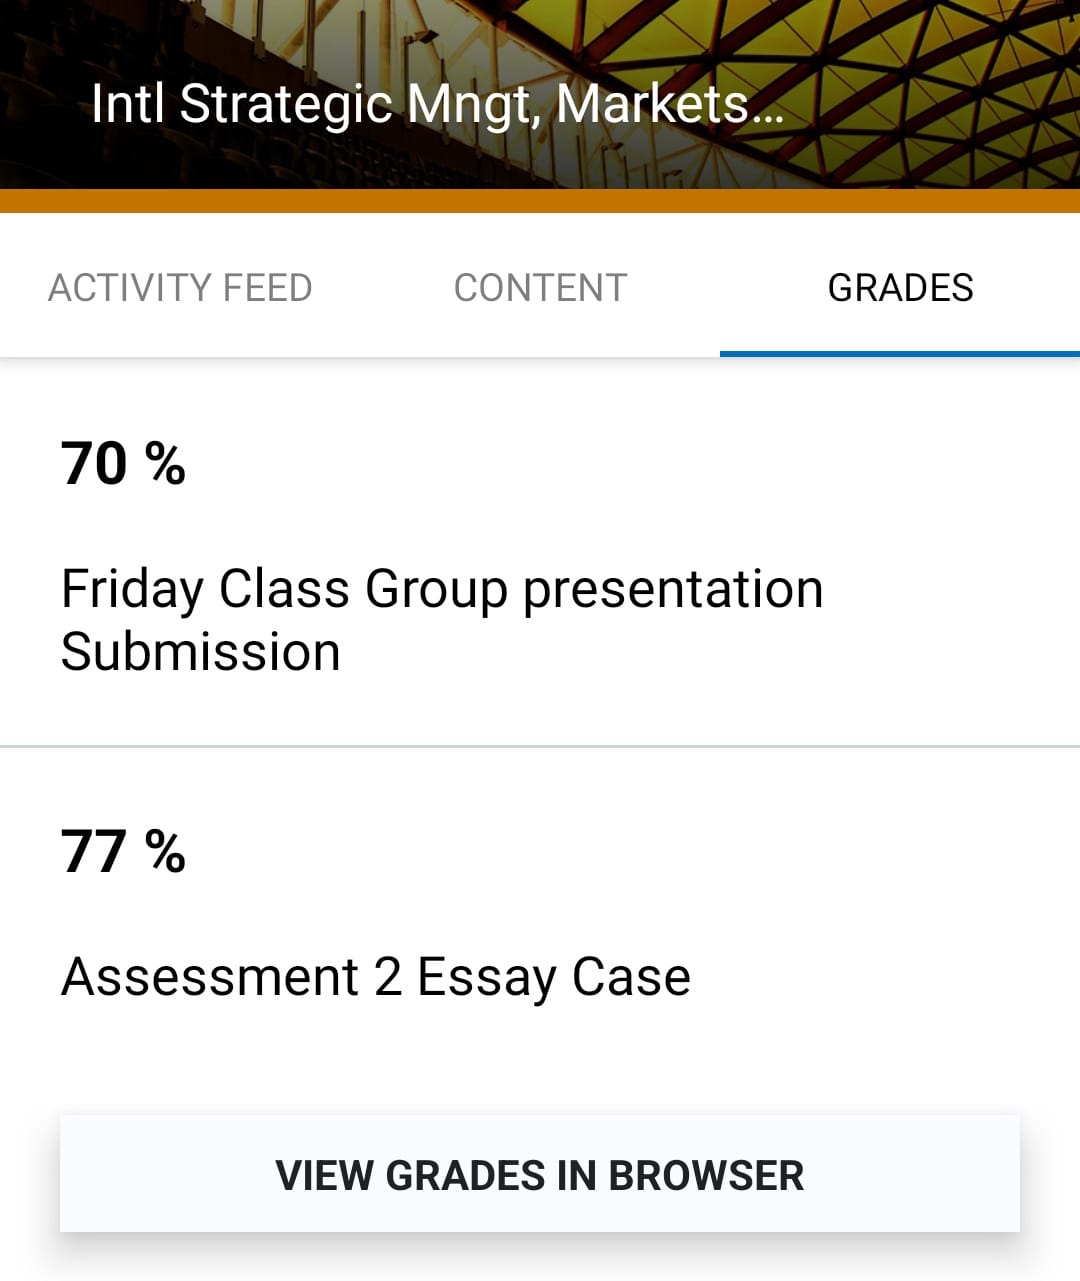 Intl Strategic Mngt, Markets...
ACTIVITY FEED
CONTENT
GRADES
70 %
Friday Class Group presentation
Submission
77 %
Assessment 2 Essay Case
VIEW GRADES IN BROWSER